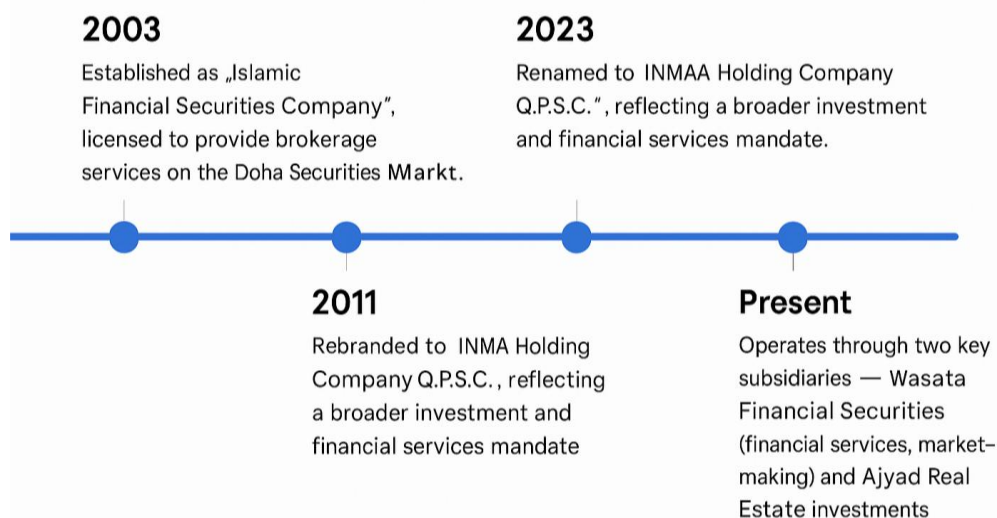 2003
Established as „Islamic
Financial Securities Company”,
licensed to provide brokerage
services on the Doha Securities Markt.
2023
Renamed to INMAA Holding Company
Q.P.S.C.”, reflecting a broader investment
and financial services mandate.
2011
Rebranded to INMA Holding
Company Q.P.S.C., reflecting
a broader investment and
financial services mandate
Present
Operates through two key
subsidiaries — Wasata
Financial Securities
(financial services, market–
making) and Ajyad Real
Estate investments